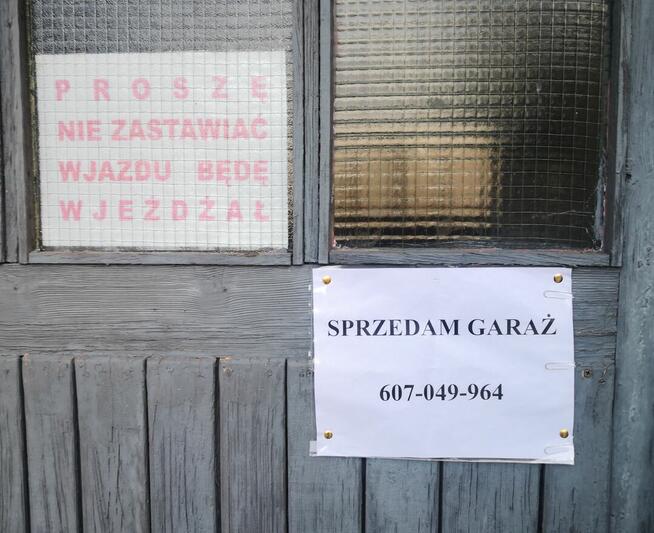 PROSZĘ
NIE ZASTAWIAĆ
WJAZDU BĘDĘ
WJEŻDŻAŁ
SPRZEDAM GARAŻ
607-049-964